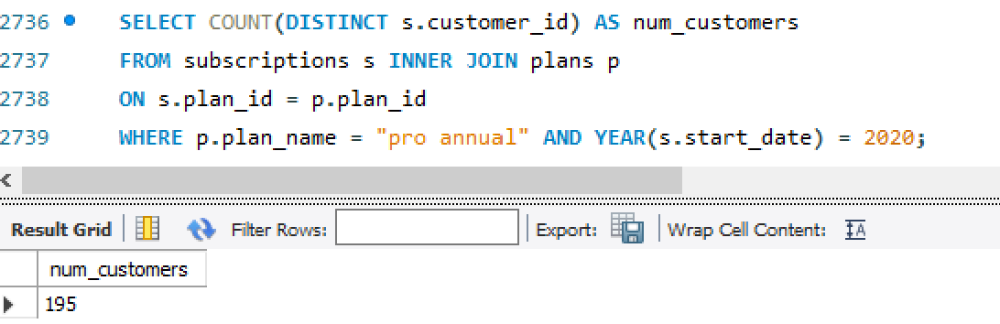 2736 SELECT COUNT(DISTINCT s.customer_id) AS num_customers
2737 FROM subscriptions s INNER JOIN plans p
2738 ON s.plan_id = p.plan_id
2739 WHERE p.plan_name = "pro annual" AND YEAR(s.start_date) = 2020;
Result Grid Filter Rows: Export: Wrap Cell Content: IA
num_customers
195